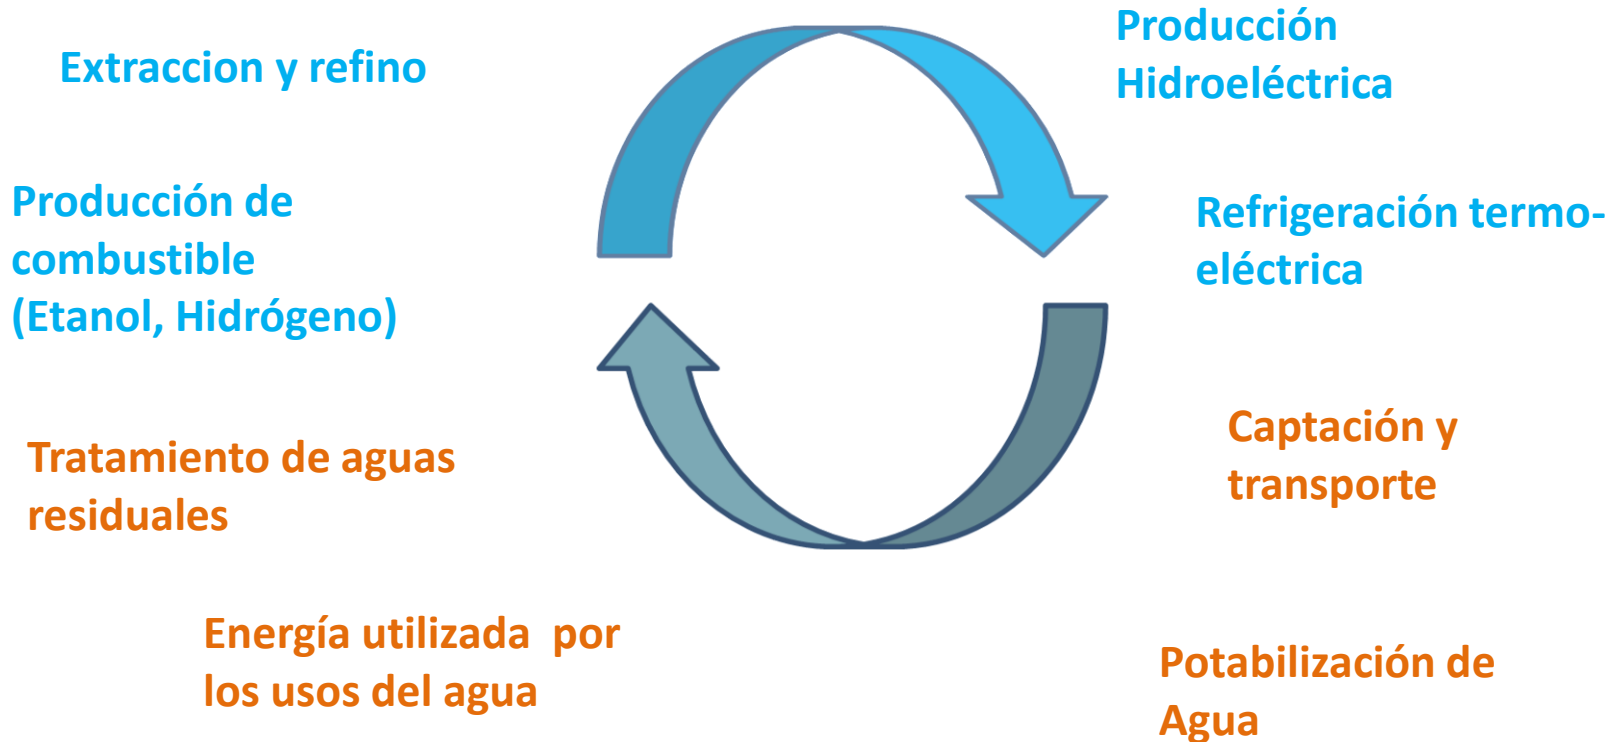 Extraccion y refino
Producción
Hidroeléctrica
Producción de
combustible
(Etanol, Hidrógeno)
Refrigeración termo-
eléctrica
Tratamiento de aguas
residuales
Captación y
transporte
Energía utilizada  por
los usos del agua
Potabilización de
Agua